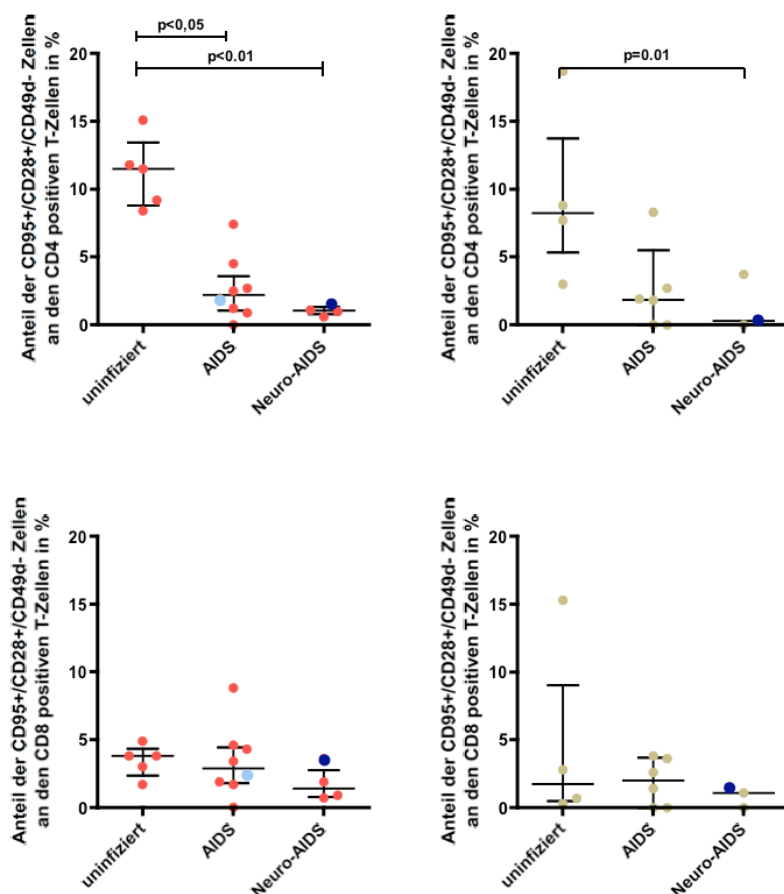 p<0,05
p<0.01
Anteil der CD95+/CD28+/CD49d- Zellen
an den CD4 positiven T-Zellen in %
20
15
10
5
0
uninfiziert
AIDS
Neuro-AIDS
p=0.01
Anteil der CD95+/CD28+/CD49d- Zellen
an den CD4 positiven T-Zellen in %
20
15
10
5
0
uninfiziert
AIDS
Neuro-AIDS
Anteil der CD95+/CD28+/CD49d- Zellen
an den CD8 positiven T-Zellen in %
20
15
10
5
0
uninfiziert
AIDS
Neuro-AIDS
Anteil der CD95+/CD28+/CD49d- Zellen
an den CD8 positiven T-Zellen in %
20
15
10
5
0
uninfiziert
AIDS
Neuro-AIDS